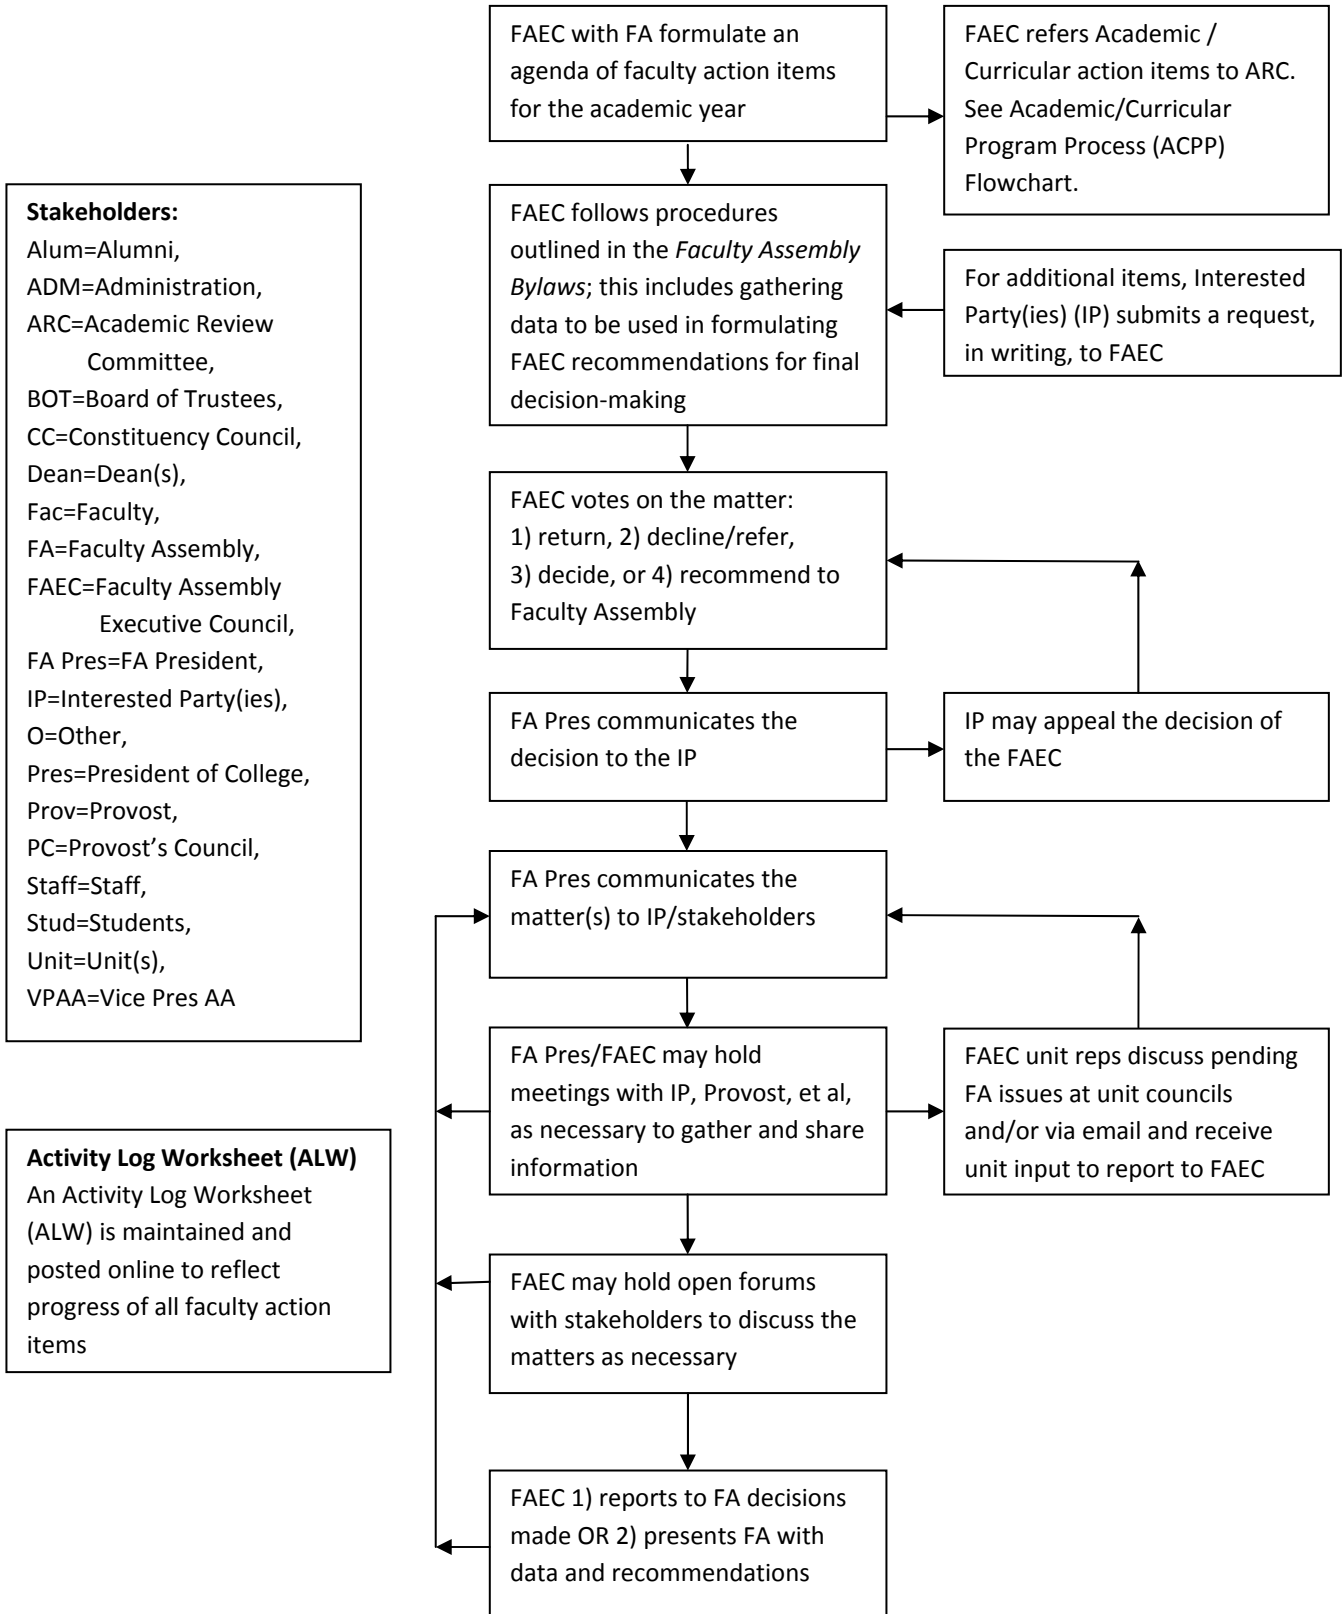 FAEC with FA formulate an
agenda of faculty action items
for the academic year
FAEC refers Academic /
Curricular action items to ARC.
See Academic/Curricular
Program Process (ACPP)
Flowchart.
Stakeholders:
Alum=Alumni,
ADM=Administration,
ARC=Academic Review
Committee,
BOT=Board of Trustees,
CC=Constituency Council,
Dean=Dean(s),
Fac=Faculty,
FA=Faculty Assembly,
FAEC=Faculty Assembly
Executive Council,
FA Pres=FA President,
IP=Interested Party(ies),
O=Other,
Pres=President of College,
Prov=Provost,
PC=Provost’s Council,
Staff=Staff,
Stud=Students,
Unit=Unit(s),
VPAA=Vice Pres AA
FAEC follows procedures
outlined in the Faculty Assembly
Bylaws; this includes gathering
data to be used in formulating
FAEC recommendations for final
decision-making
For additional items, Interested
Party(ies) (IP) submits a request,
in writing, to FAEC
FAEC votes on the matter:
1) return, 2) decline/refer,
3) decide, or 4) recommend to
Faculty Assembly
FA Pres communicates the
decision to the IP
IP may appeal the decision of
the FAEC
FA Pres communicates the
matter(s) to IP/stakeholders
FA Pres/FAEC may hold
meetings with IP, Provost, et al,
as necessary to gather and share
information
FAEC unit reps discuss pending
FA issues at unit councils
and/or via email and receive
unit input to report to FAEC
Activity Log Worksheet (ALW)
An Activity Log Worksheet
(ALW) is maintained and
posted online to reflect
progress of all faculty action
items
FAEC may hold open forums
with stakeholders to discuss the
matters as necessary
FAEC 1) reports to FA decisions
made OR 2) presents FA with
data and recommendations